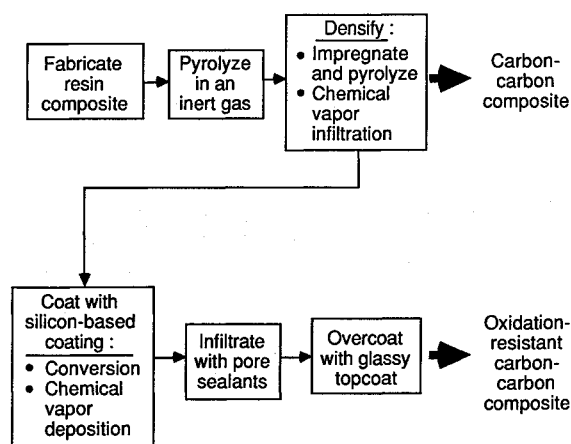 Fabricate
resin
composite
Pyrolyze
in an
inert gas
Densify :
• Impregnate
and pyrolyze
• Chemical
vapor
infiltration
Carbon-
carbon
composite
Coat with
silicon-based
coating :
• Conversion
• Chemical
vapor
deposition
Infiltrate
with pore
sealants
Overcoat
with glassy
topcoat
Oxidation-
resistant
carbon-
carbon
composite